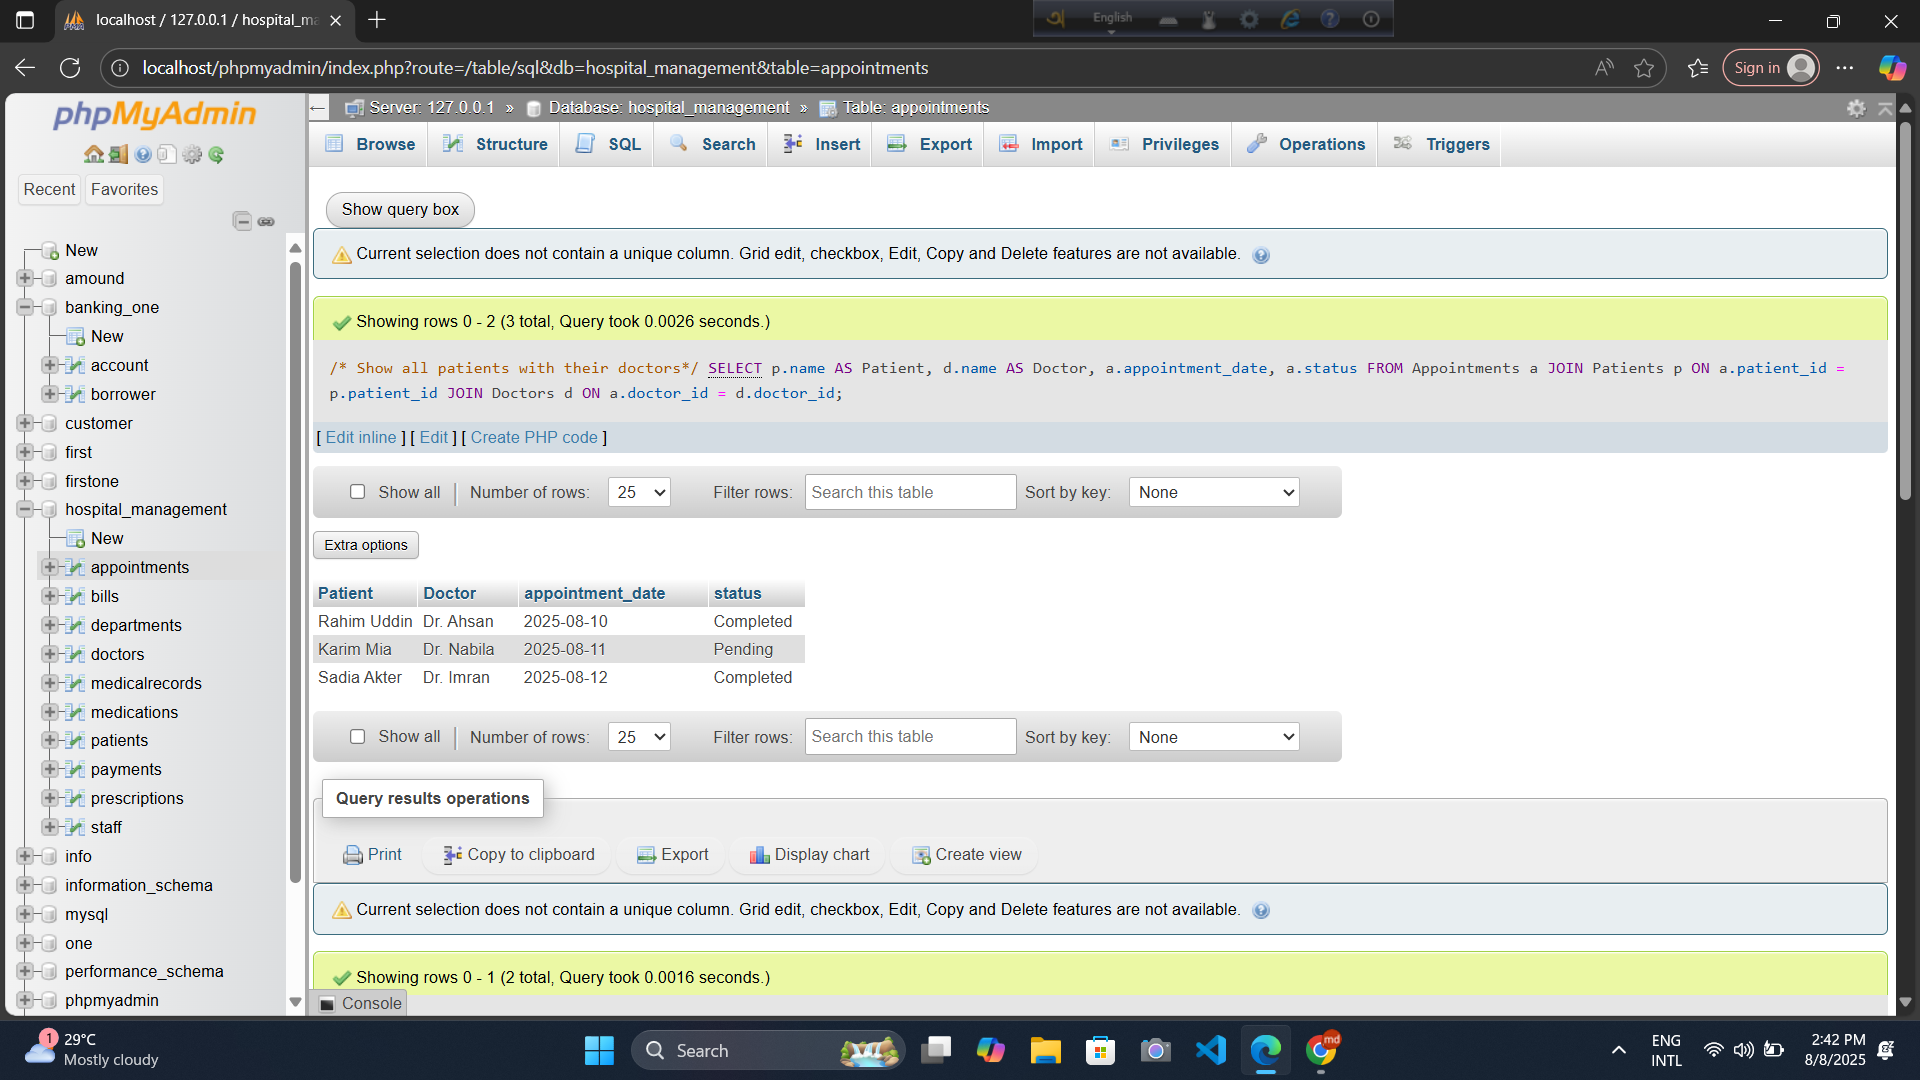 localhost / 127.0.0.1 / hospital_ma
English
localhost/phpmyadmin/index.php?route=/table/sql&db=hospital_management&table=appointments
Sign in
phpMyAdmin
Recent
Favorites
New
amound
banking_one
New
account
borrower
customer
first
firstone
hospital_management
New
appointments
bills
departments
doctors
medicalrecords
medications
patients
payments
prescriptions
staff
info
information_schema
mysql
one
performance_schema
phpmyadmin
Server: 127.0.0.1 » Database: hospital_management » Table: appointments
Browse Structure SQL Search Insert Export Import Privileges Operations Triggers
Show query box
Current selection does not contain a unique column. Grid edit, checkbox, Edit, Copy and Delete features are not available.
Showing rows 0 - 2 (3 total, Query took 0.0026 seconds.)
/* Show all patients with their doctors*/ SELECT p.name AS Patient, d.name AS Doctor, a.appointment_date, a.status FROM Appointments a JOIN Patients p ON a.patient_id =
p.patient_id JOIN Doctors d ON a.doctor_id = d.doctor_id;
[ Edit inline ] [ Edit ] [ Create PHP code ]
Show all Number of rows: 25 Filter rows: Search this table Sort by key: None
Extra options
Patient Doctor appointment_date status
Rahim Uddin Dr. Ahsan 2025-08-10 Completed
Karim Mia Dr. Nabila 2025-08-11 Pending
Sadia Akter Dr. Imran 2025-08-12 Completed
Show all Number of rows: 25 Filter rows: Search this table Sort by key: None
Query results operations
Print Copy to clipboard Export Display chart Create view
Current selection does not contain a unique column. Grid edit, checkbox, Edit, Copy and Delete features are not available.
Showing rows 0 - 1 (2 total, Query took 0.0016 seconds.)
Console
1
29°C
Mostly cloudy
Search
md
ENG
INTL
2:42 PM
8/8/2025